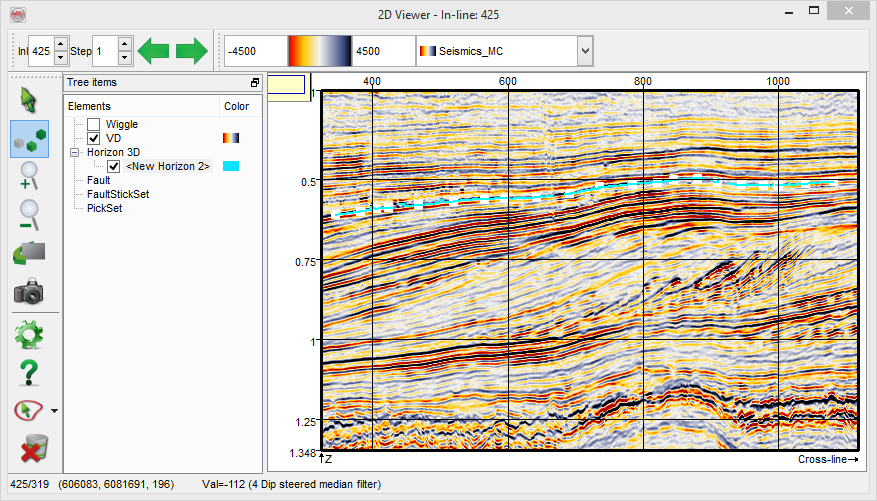 2D Viewer - In-line: 425
Inl 425 Step 1 -4500 4500 Seismics_MC
Tree items
Elements Color
Wiggle
VD
Horizon 3D
<New Horizon 2>
Fault
FaultStickSet
PickSet
400 600 800 1000
1
0.5
0.75
1
1.25
1.348
Z Cross-line
425/319 (606083, 6081691, 196) Val=-112 (4 Dip steered median filter)